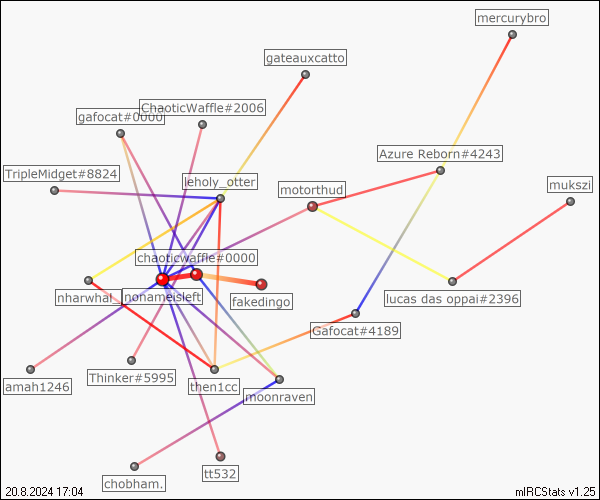 mercurybro
gateauxcatto
ChaoticWaffle#2006
gafocat#0000
Azure Reborn#4243
TripleMidget#8824
leholy_otter
motorthud
mukszi
chaoticwaffle#0000
nharwhal_
nonameisleft
fakedingo
lucas das oppai#2396
Gafocat#4189
amah1246
Thinker#5995
then1cc
moonraven
chobham.
tt532
20.8.2024 17:04
mIRCStats v1.25